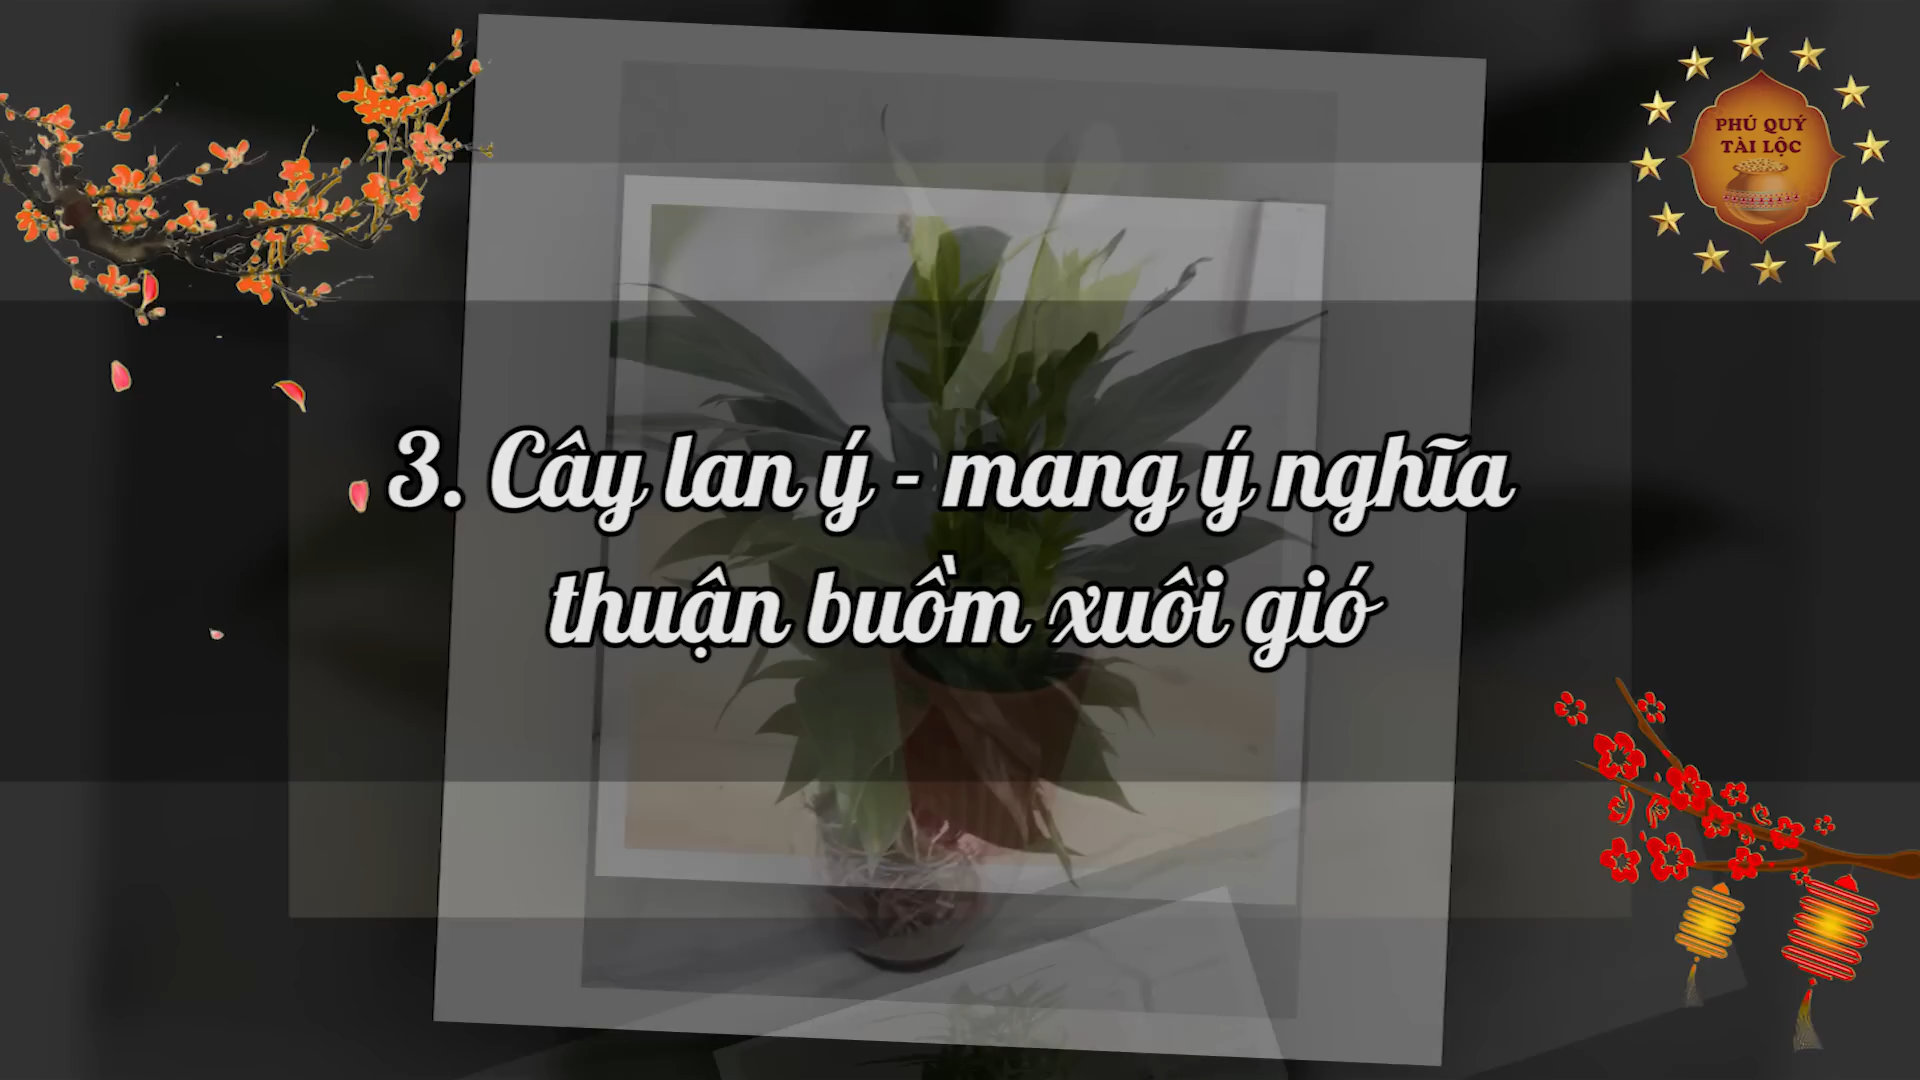 PHÚ QUÝ
TÀI LỘC
3. Cây lan ý - mang ý nghĩa
thuận buồm xuôi gió